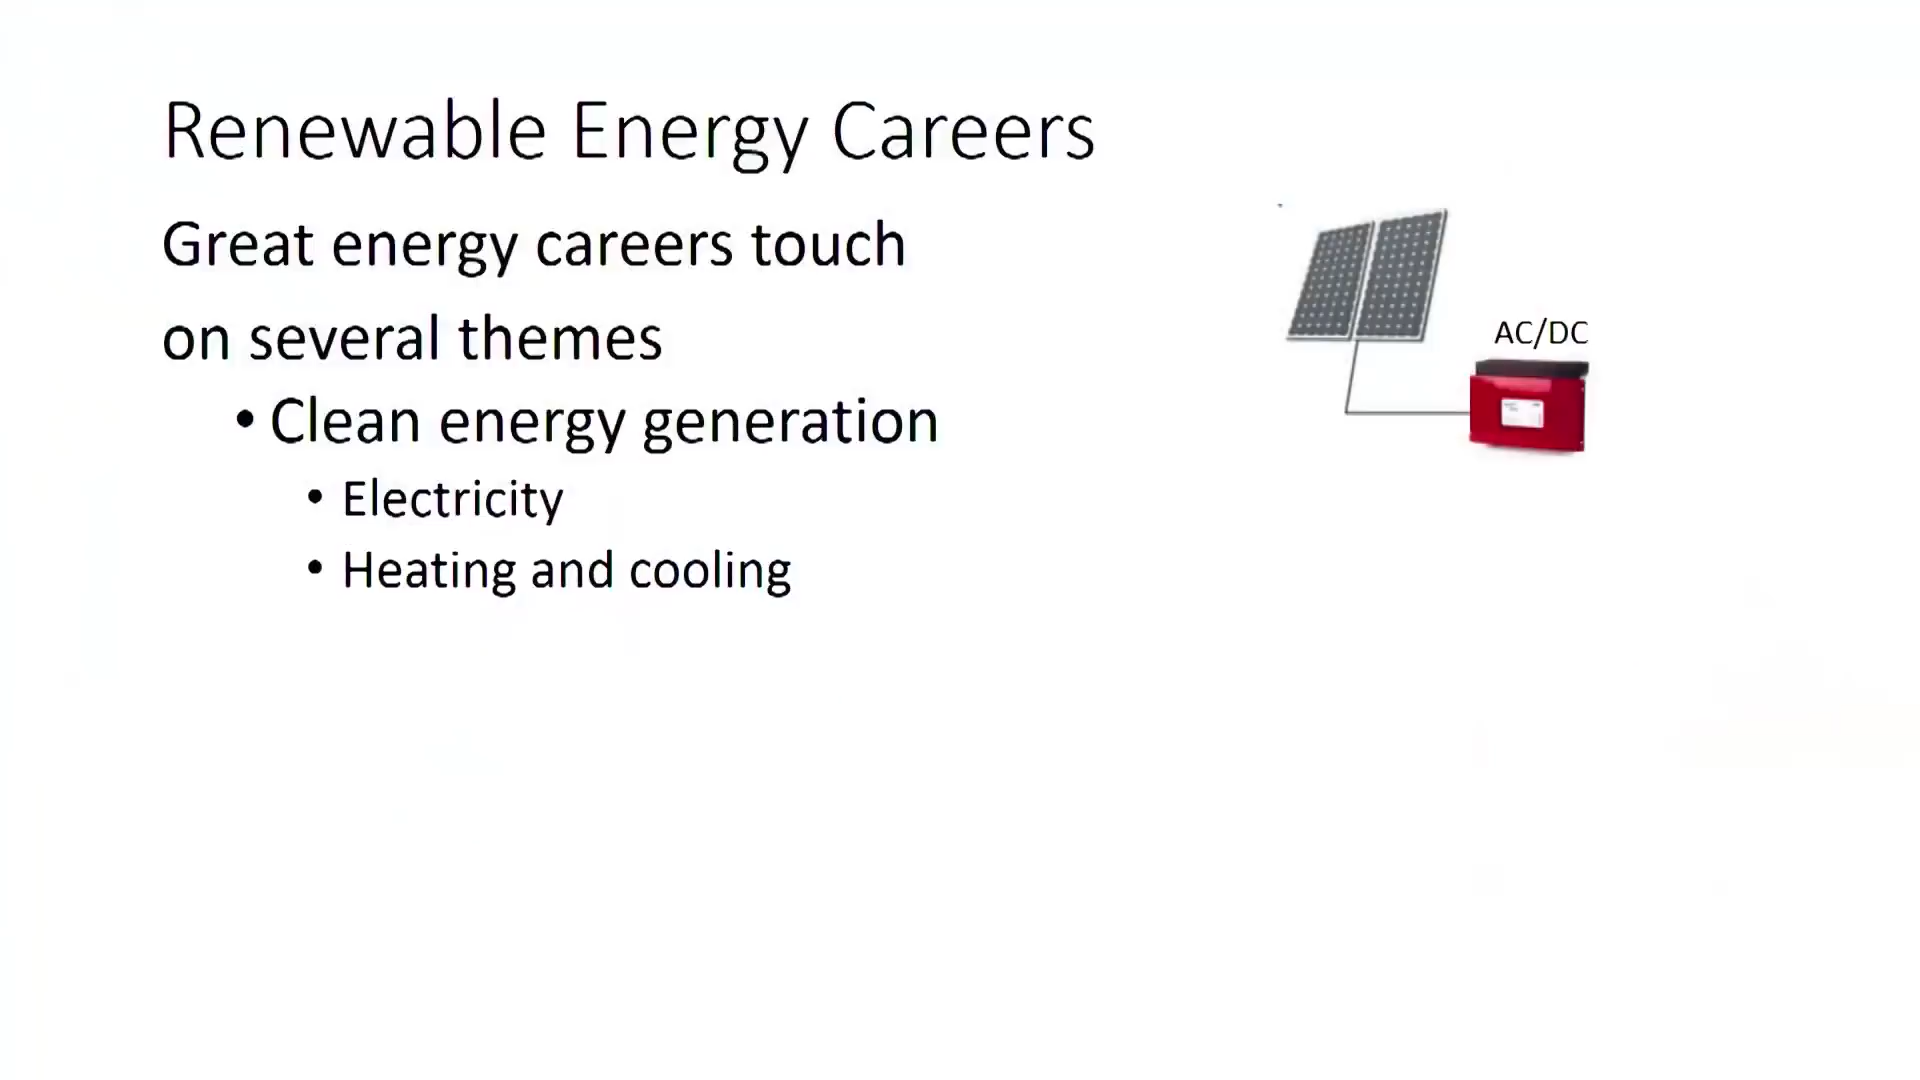 Renewable Energy Careers
Great energy careers touch
on several themes
• Clean energy generation
• Electricity
• Heating and cooling
AC/DC